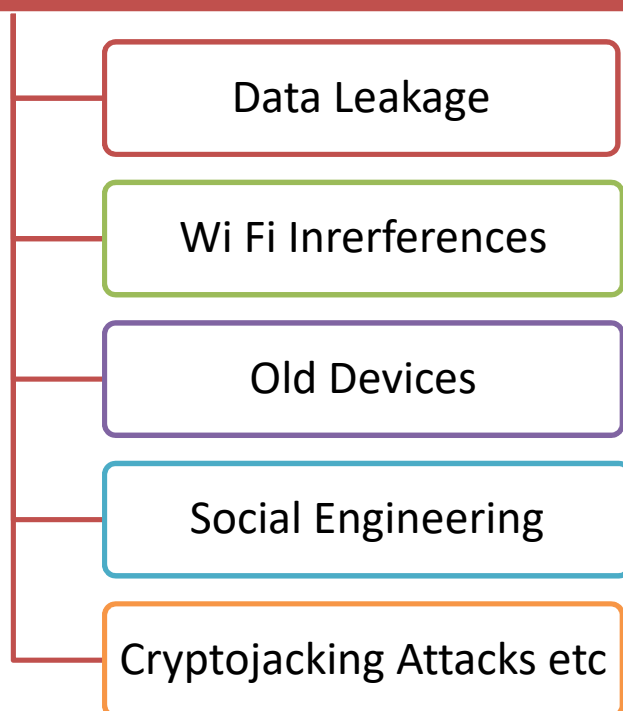 Data Leakage
Wi Fi Inrerferences
Old Devices
Social Engineering
Cryptojacking Attacks etc